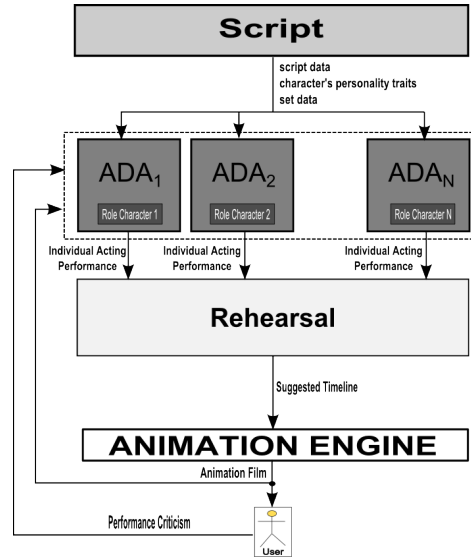 Script
script data
character's personality traits
set data
ADA1
ADA2
ADAN
Role Character 1
Role Character 2
Role Character N
Individual Acting
Performance
Individual Acting
Performance
Individual Acting
Performance
Rehearsal
Suggested Timeline
ANIMATION ENGINE
Animation Film
Performance Criticism
User